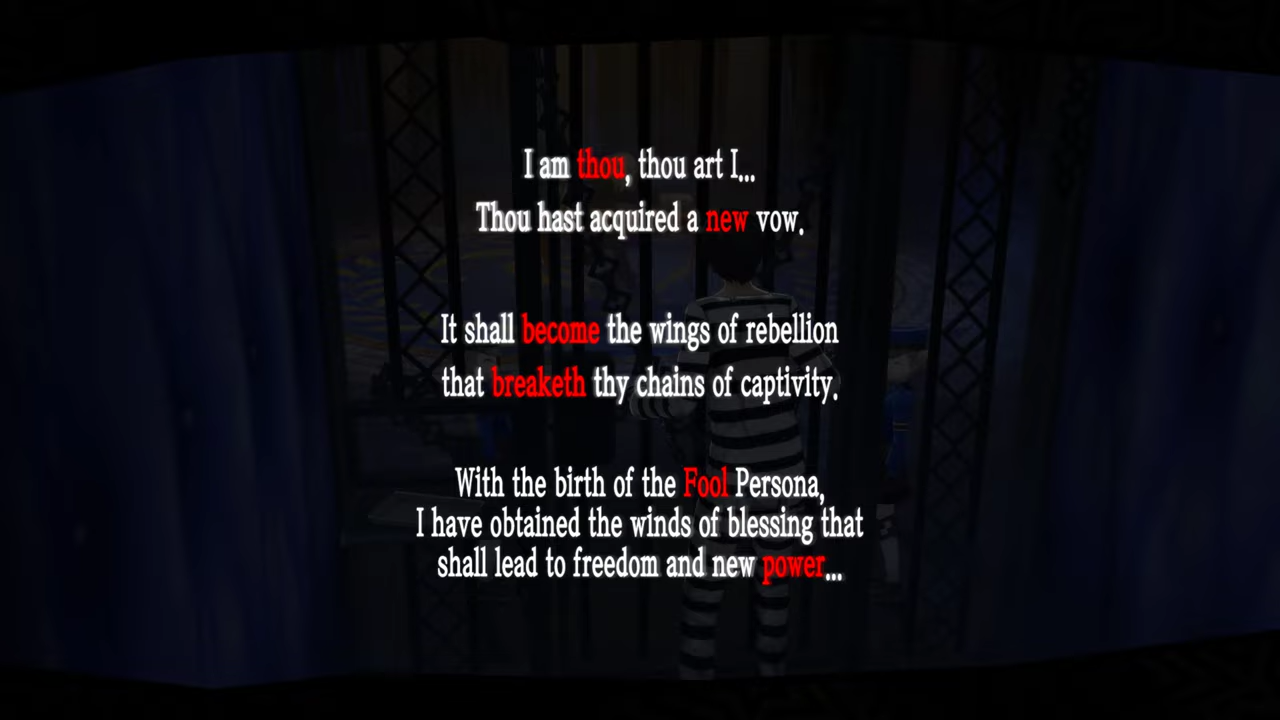 I am thou, thou art I...
Thou hast acquired a new vow.
It shall become the wings of rebellion
that breaketh thy chains of captivity.
With the birth of the Fool Persona,
I have obtained the winds of blessing that
shall lead to freedom and new power...